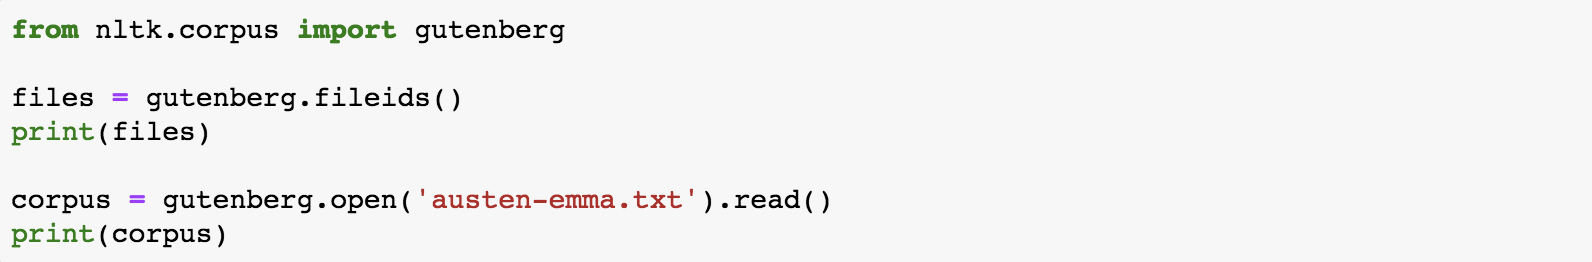 from nltk.corpus import gutenberg
files = gutenberg.fileids()
print(files)
corpus = gutenberg.open('austen-emma.txt').read()
print(corpus)